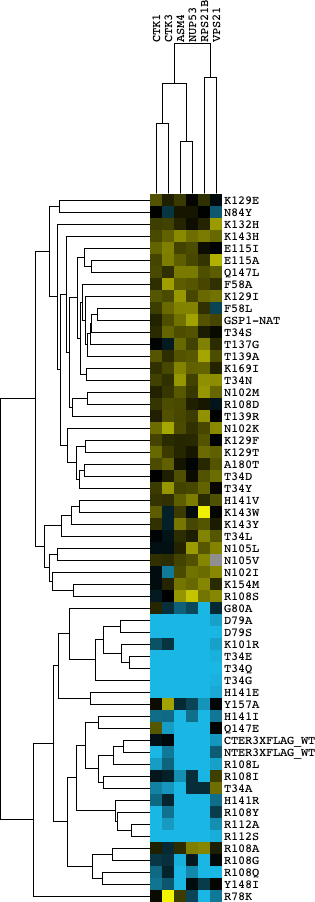 CTK1
CTK3
ASM4
NUP53
RPS21B
VPS21
K129E
N84Y
K132H
K143H
E115I
E115A
Q147L
F58A
K129I
F58L
GSP1-NAT
T34S
T137G
T139A
K169I
T34N
N102M
R108D
T139R
N102K
K129F
K129T
A180T
T34D
T34Y
H141V
K143W
K143Y
T34L
N105L
N105V
N102I
K154M
R108S
G80A
D79A
D79S
K101R
T34E
T34Q
T34G
H141E
Y157A
H141I
Q147E
CTER3XFLAG_WT
NTER3XFLAG_WT
R108L
R108I
T34A
H141R
R108Y
R112A
R112S
R108A
R108G
R108Q
Y148I
R78K